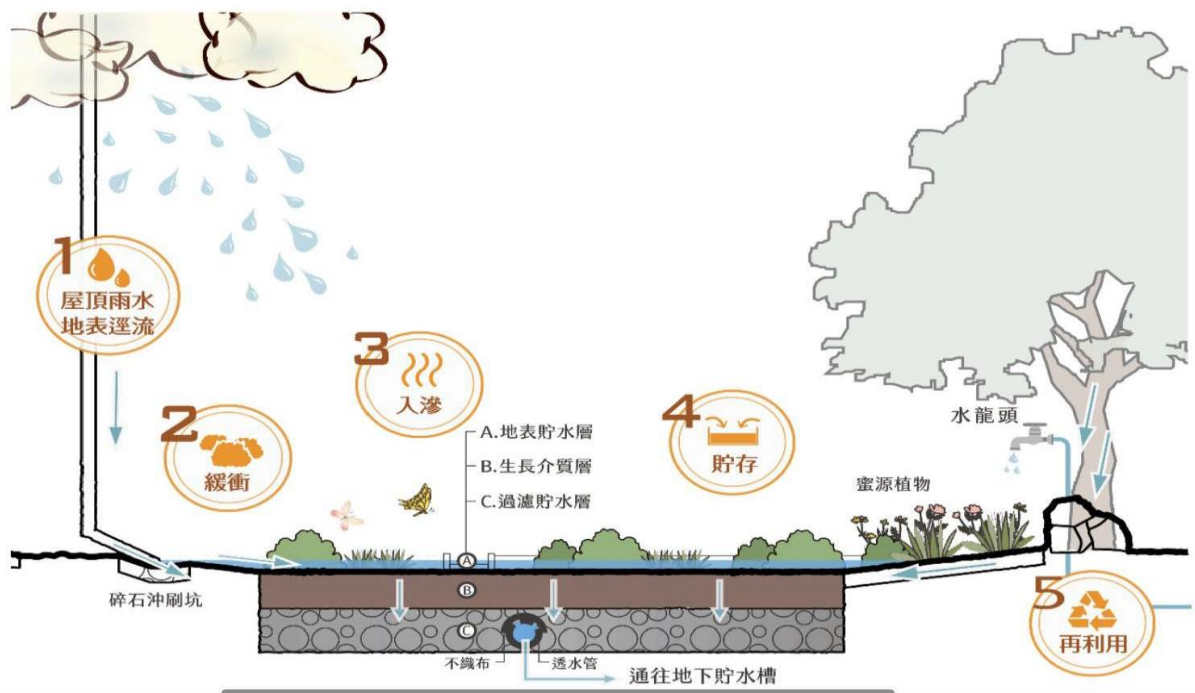 1
屋頂雨水
地表逕流
2
緩衝
3
入滲
4
貯存
A.地表貯水層
B.生長介質層
C.過濾貯水層
水龍頭
蜜源植物
A
B
C
碎石沖刷坑
不織布
透水管
通往地下貯水槽
5
再利用